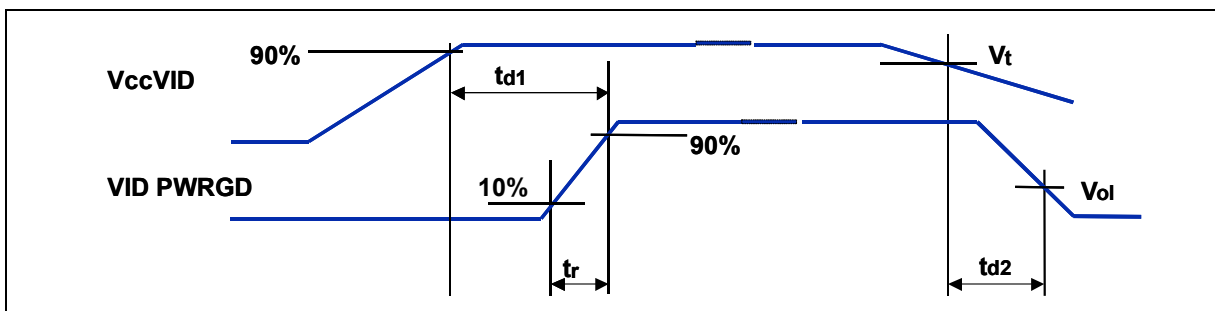 90%
VccVID
td1
Vt
90%
VID PWRGD
10%
Vol
tr
td2